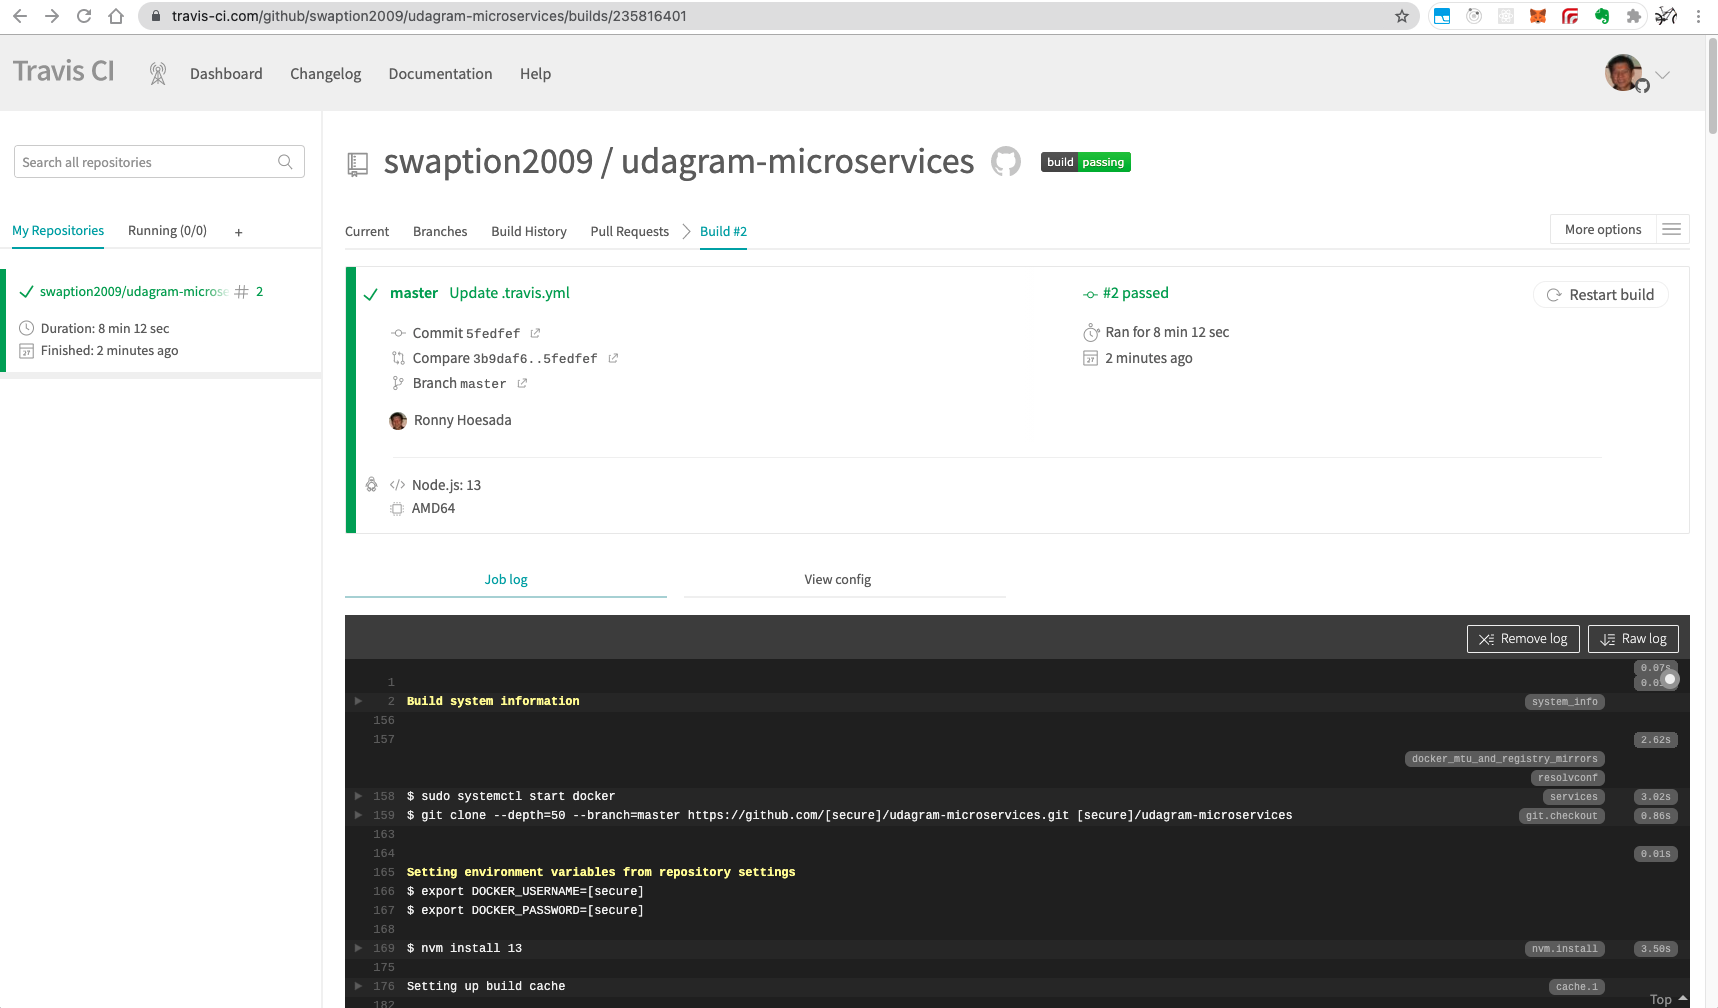 travis-ci.com/github/swaption2009/udagram-microservices/builds/235816401
Travis CI
Dashboard
Changelog
Documentation
Help
Search all repositories
My Repositories
Running (0/0)
+
swaption2009/udagram-microse
# 2
Duration: 8 min 12 sec
Finished: 2 minutes ago
swaption2009 / udagram-microservices
build passing
Current
Branches
Build History
Pull Requests
Build #2
More options
master Update .travis.yml
Commit 5fedfef
Compare 3b9daf6..5fedfef
Branch master
Ronny Hoesada
#2 passed
Ran for 8 min 12 sec
2 minutes ago
Restart build
Node.js: 13
AMD64
Job log
View config
Remove log
Raw log
0.07s
1
2 Build system information system_info
156
157 2.62s
docker_mtu_and_registry_mirrors
resolvconf
158 $ sudo systemctl start docker services 3.02s
159 $ git clone --depth=50 --branch=master https://github.com/[secure]/udagram-microservices.git [secure]/udagram-microservices git.checkout 0.86s
163
164 0.01s
165 Setting environment variables from repository settings
166 $ export DOCKER_USERNAME=[secure]
167 $ export DOCKER_PASSWORD=[secure]
168
169 $ nvm install 13 nvm.install 3.50s
175
176 Setting up build cache cache.i
182
Top